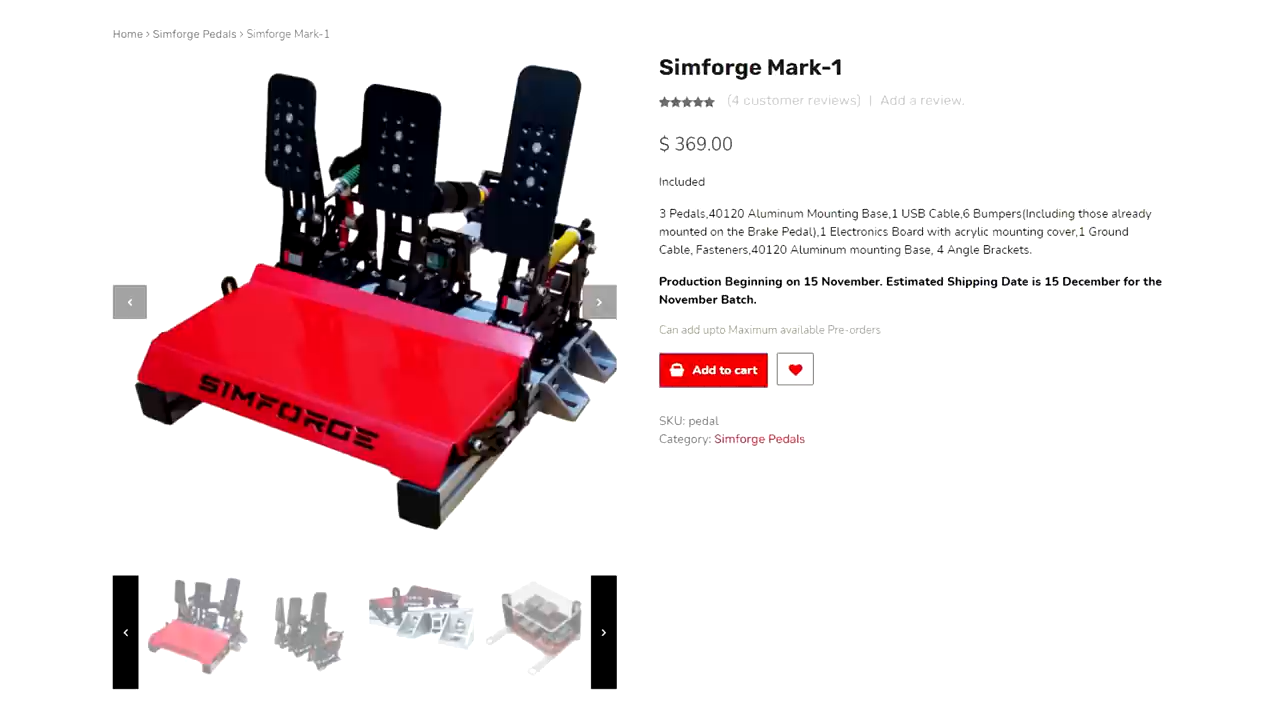 Home › Simforge Pedals › Simforge Mark-1
Simforge Mark-1
(4 customer reviews) | Add a review.
$ 369.00
Included
3 Pedals,40120 Aluminum Mounting Base,1 USB Cable,6 Bumpers(Including those already
mounted on the Brake Pedal),1 Electronics Board with acrylic mounting cover,1 Ground
Cable, Fasteners,40120 Aluminum mounting Base, 4 Angle Brackets.
Production Beginning on 15 November. Estimated Shipping Date is 15 December for the
November Batch.
Can add upto Maximum available Pre-orders
Add to cart
SKU: pedal
Category: Simforge Pedals
SIMFORGE